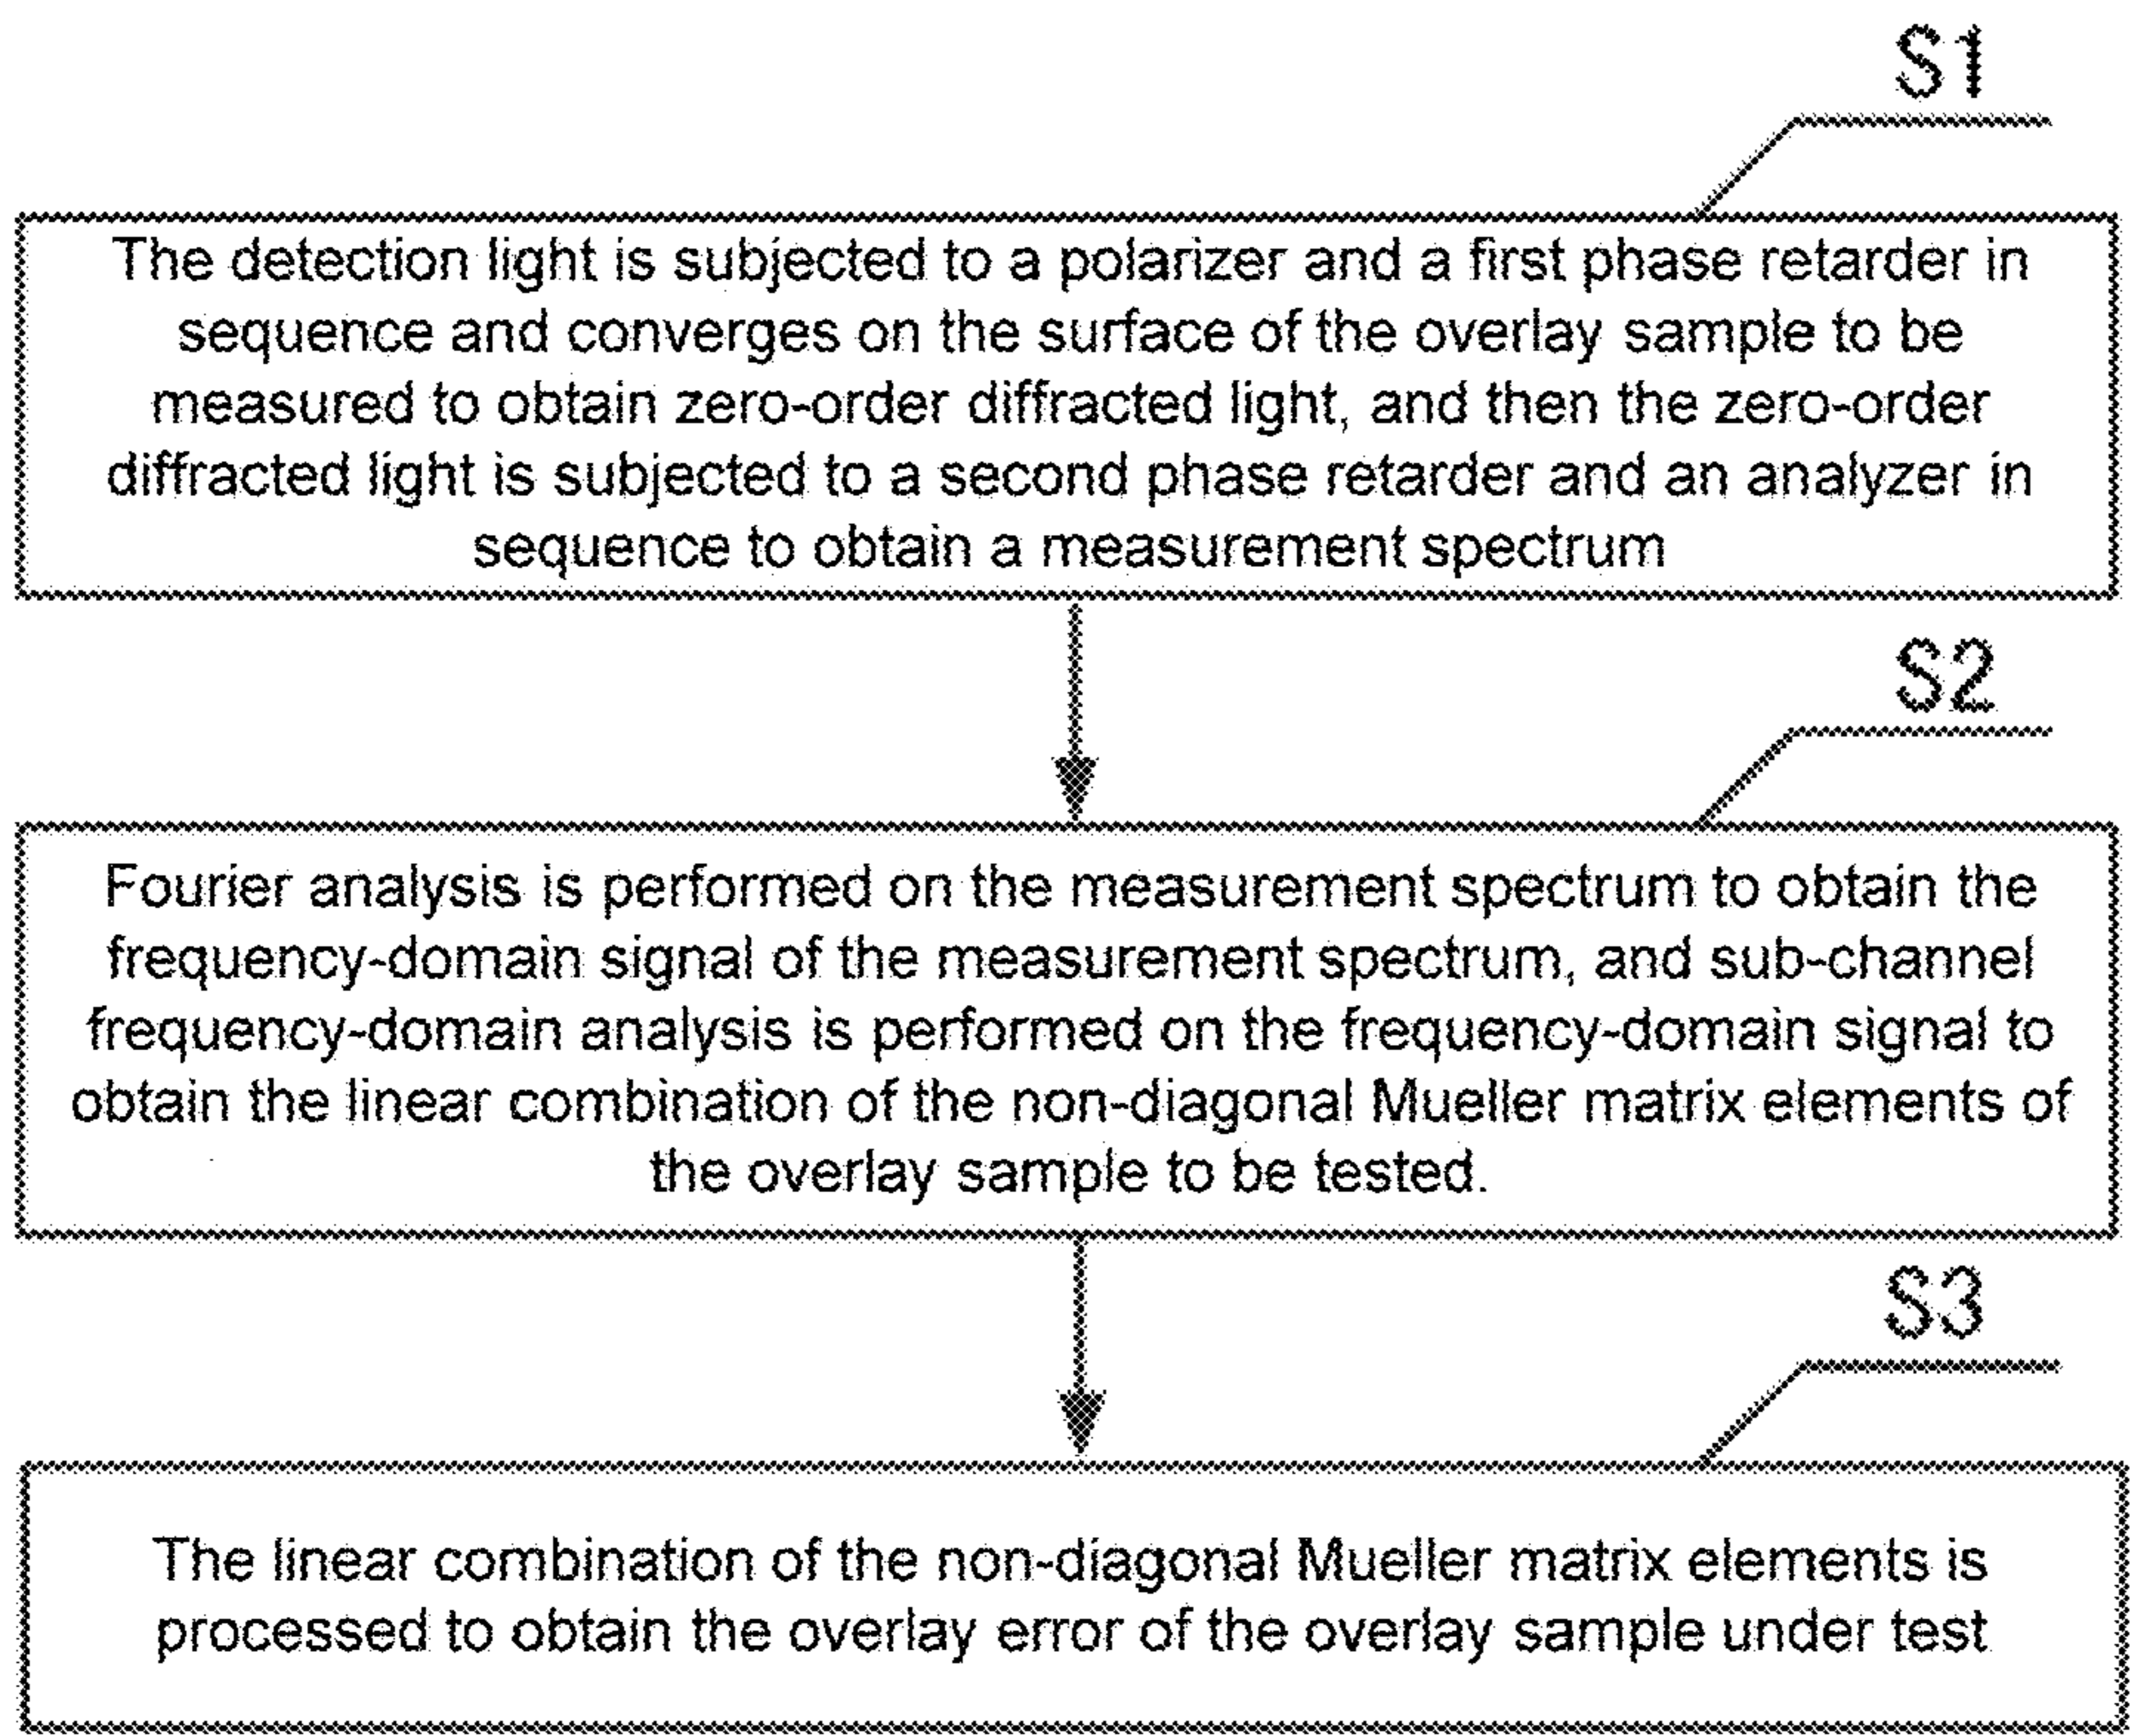 S1
The detection light is subjected to a polarizer and a first phase retarder in
sequence and converges on the surface of the overlay sample to be
measured to obtain zero-order diffracted light, and then the zero-order
diffracted light is subjected to a second phase retarder and an analyzer in
sequence to obtain a measurement spectrum
S2
Fourier analysis is performed on the measurement spectrum to obtain the
frequency-domain signal of the measurement spectrum, and sub-channel
frequency-domain analysis is performed on the frequency-domain signal to
obtain the linear combination of the non-diagonal Mueller matrix elements of
the overlay sample to be tested.
S3
The linear combination of the non-diagonal Mueller matrix elements is
processed to obtain the overlay error of the overlay sample under test